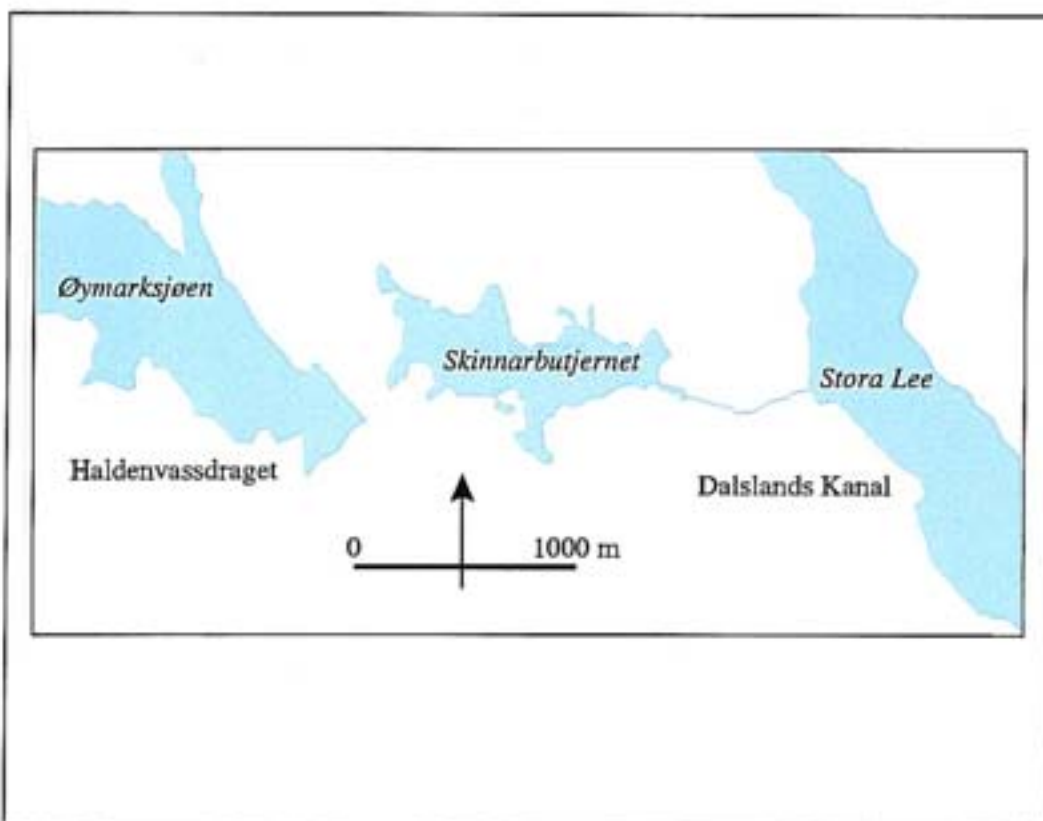 Øymarksjøen
Skinnarbutjernet
Stora Lee
Haldenvassdraget
Dalslands Kanal
0 1000 m